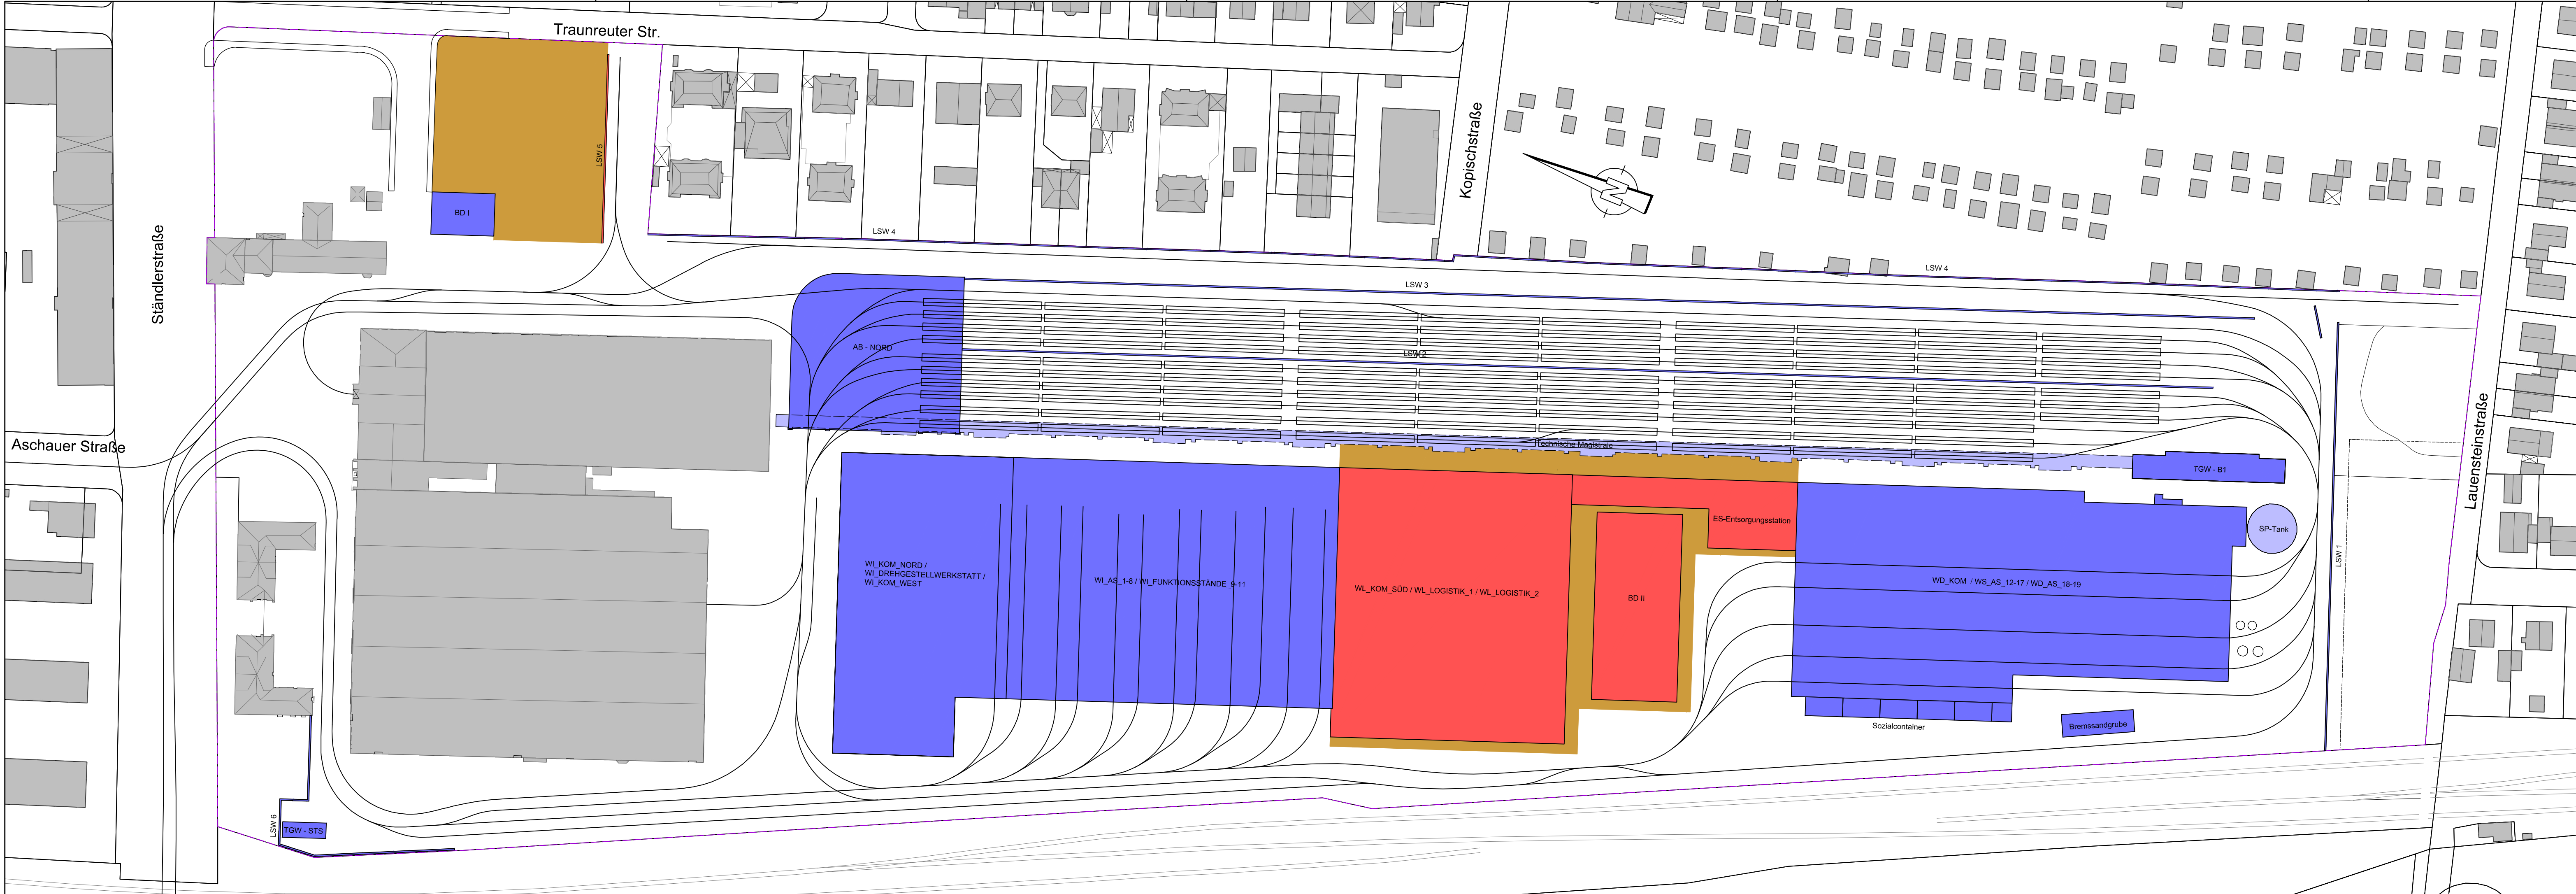 Traunreuter Str.
LSW 5
Kopischstraße
BD I
Ständlerstraße
LSW 4
N
LSW 4
LSW 3
AB - NORD
LSW 2
Technische Magistrale
Aschauer Straße
Lauensteinstraße
TGW - B1
ES-Entsorgungsstation
SP-Tank
LSW 1
WI_KOM_NORD /
WI_DREHGESTELLWERKSTATT /
WI_KOM_WEST
WI_AS_1-8 / WI_FUNKTIONSSTÄNDE_9-11
WL_KOM_SÜD / WL_LOGISTIK_1 / WL_LOGISTIK_2
BD II
WD_KOM / WS_AS_12-17 / WD_AS_18-19
Sozialcontainer
Bremssandgrube
LSW 6
TGW - STS